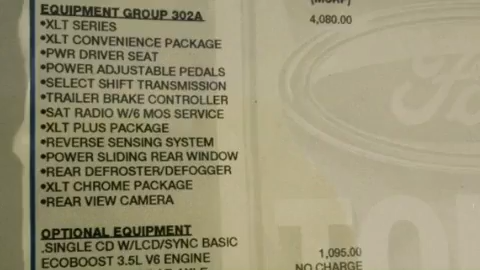 (MSRP)
EQUIPMENT GROUP 302A 4,080.00
•XLT SERIES
•XLT CONVENIENCE PACKAGE
•PWR DRIVER SEAT
•POWER ADJUSTABLE PEDALS
•SELECT SHIFT TRANSMISSION
•TRAILER BRAKE CONTROLLER
•SAT RADIO W/6 MOS SERVICE
•XLT PLUS PACKAGE
•REVERSE SENSING SYSTEM
•POWER SLIDING REAR WINDOW
•REAR DEFROSTER/DEFOGGER
•XLT CHROME PACKAGE
•REAR VIEW CAMERA
OPTIONAL EQUIPMENT
.SINGLE CD W/LCD/SYNC BASIC 1,095.00
ECOBOOST 3.5L V6 ENGINE NO CHARGE